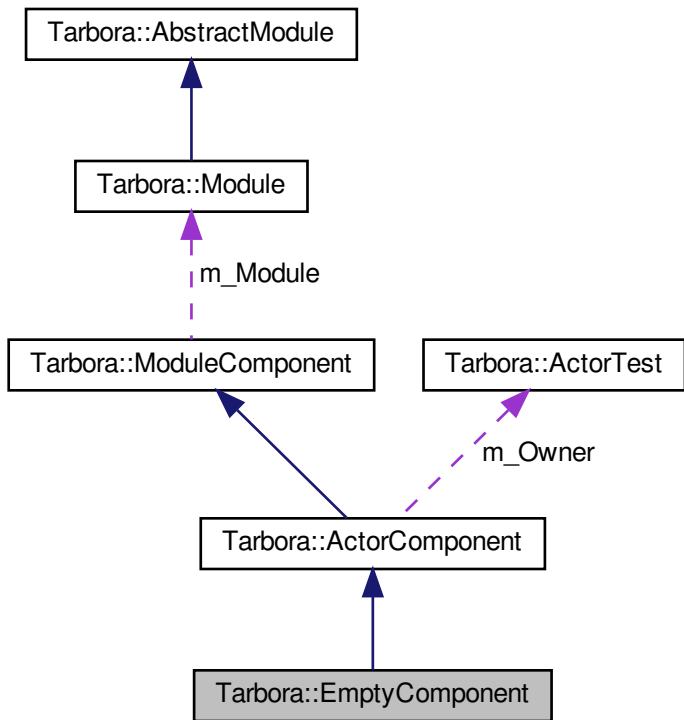 Tarbora::AbstractModule
Tarbora::Module
m_Module
Tarbora::ModuleComponent
Tarbora::ActorTest
m_Owner
Tarbora::ActorComponent
Tarbora::EmptyComponent